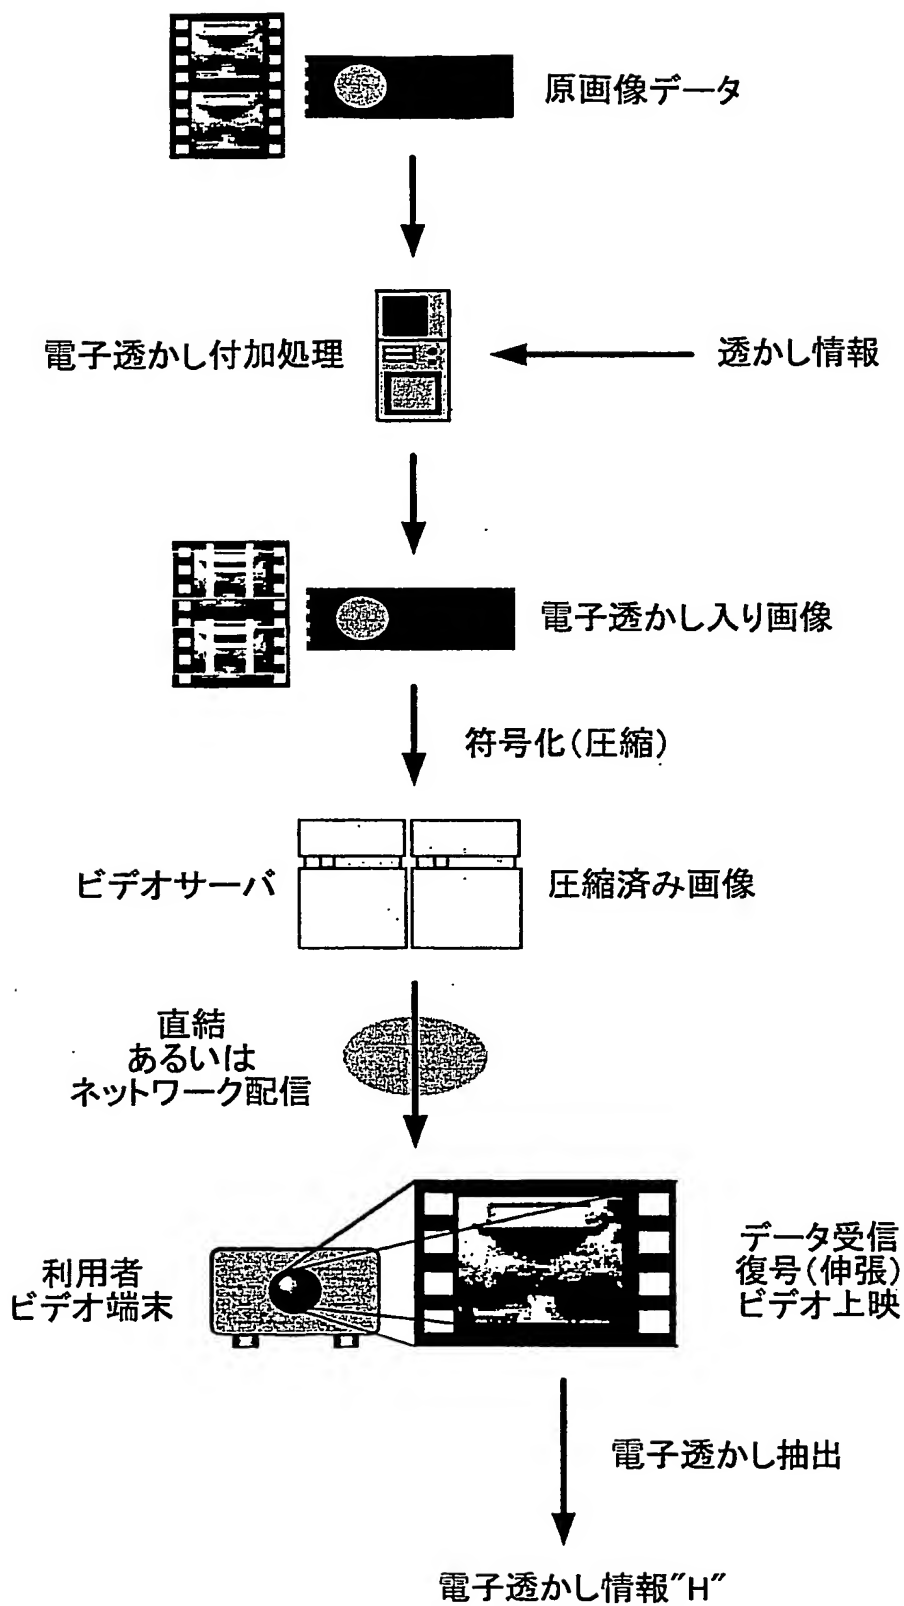 原画像データ
電子透かし付加処理
透かし情報
電子透かし入り画像
符号化(圧縮)
ビデオサーバ
圧縮済み画像
直結
あるいは
ネットワーク配信
利用者
ビデオ端末
データ受信
復号(伸張)
ビデオ上映
電子透かし抽出
電子透かし情報"H"